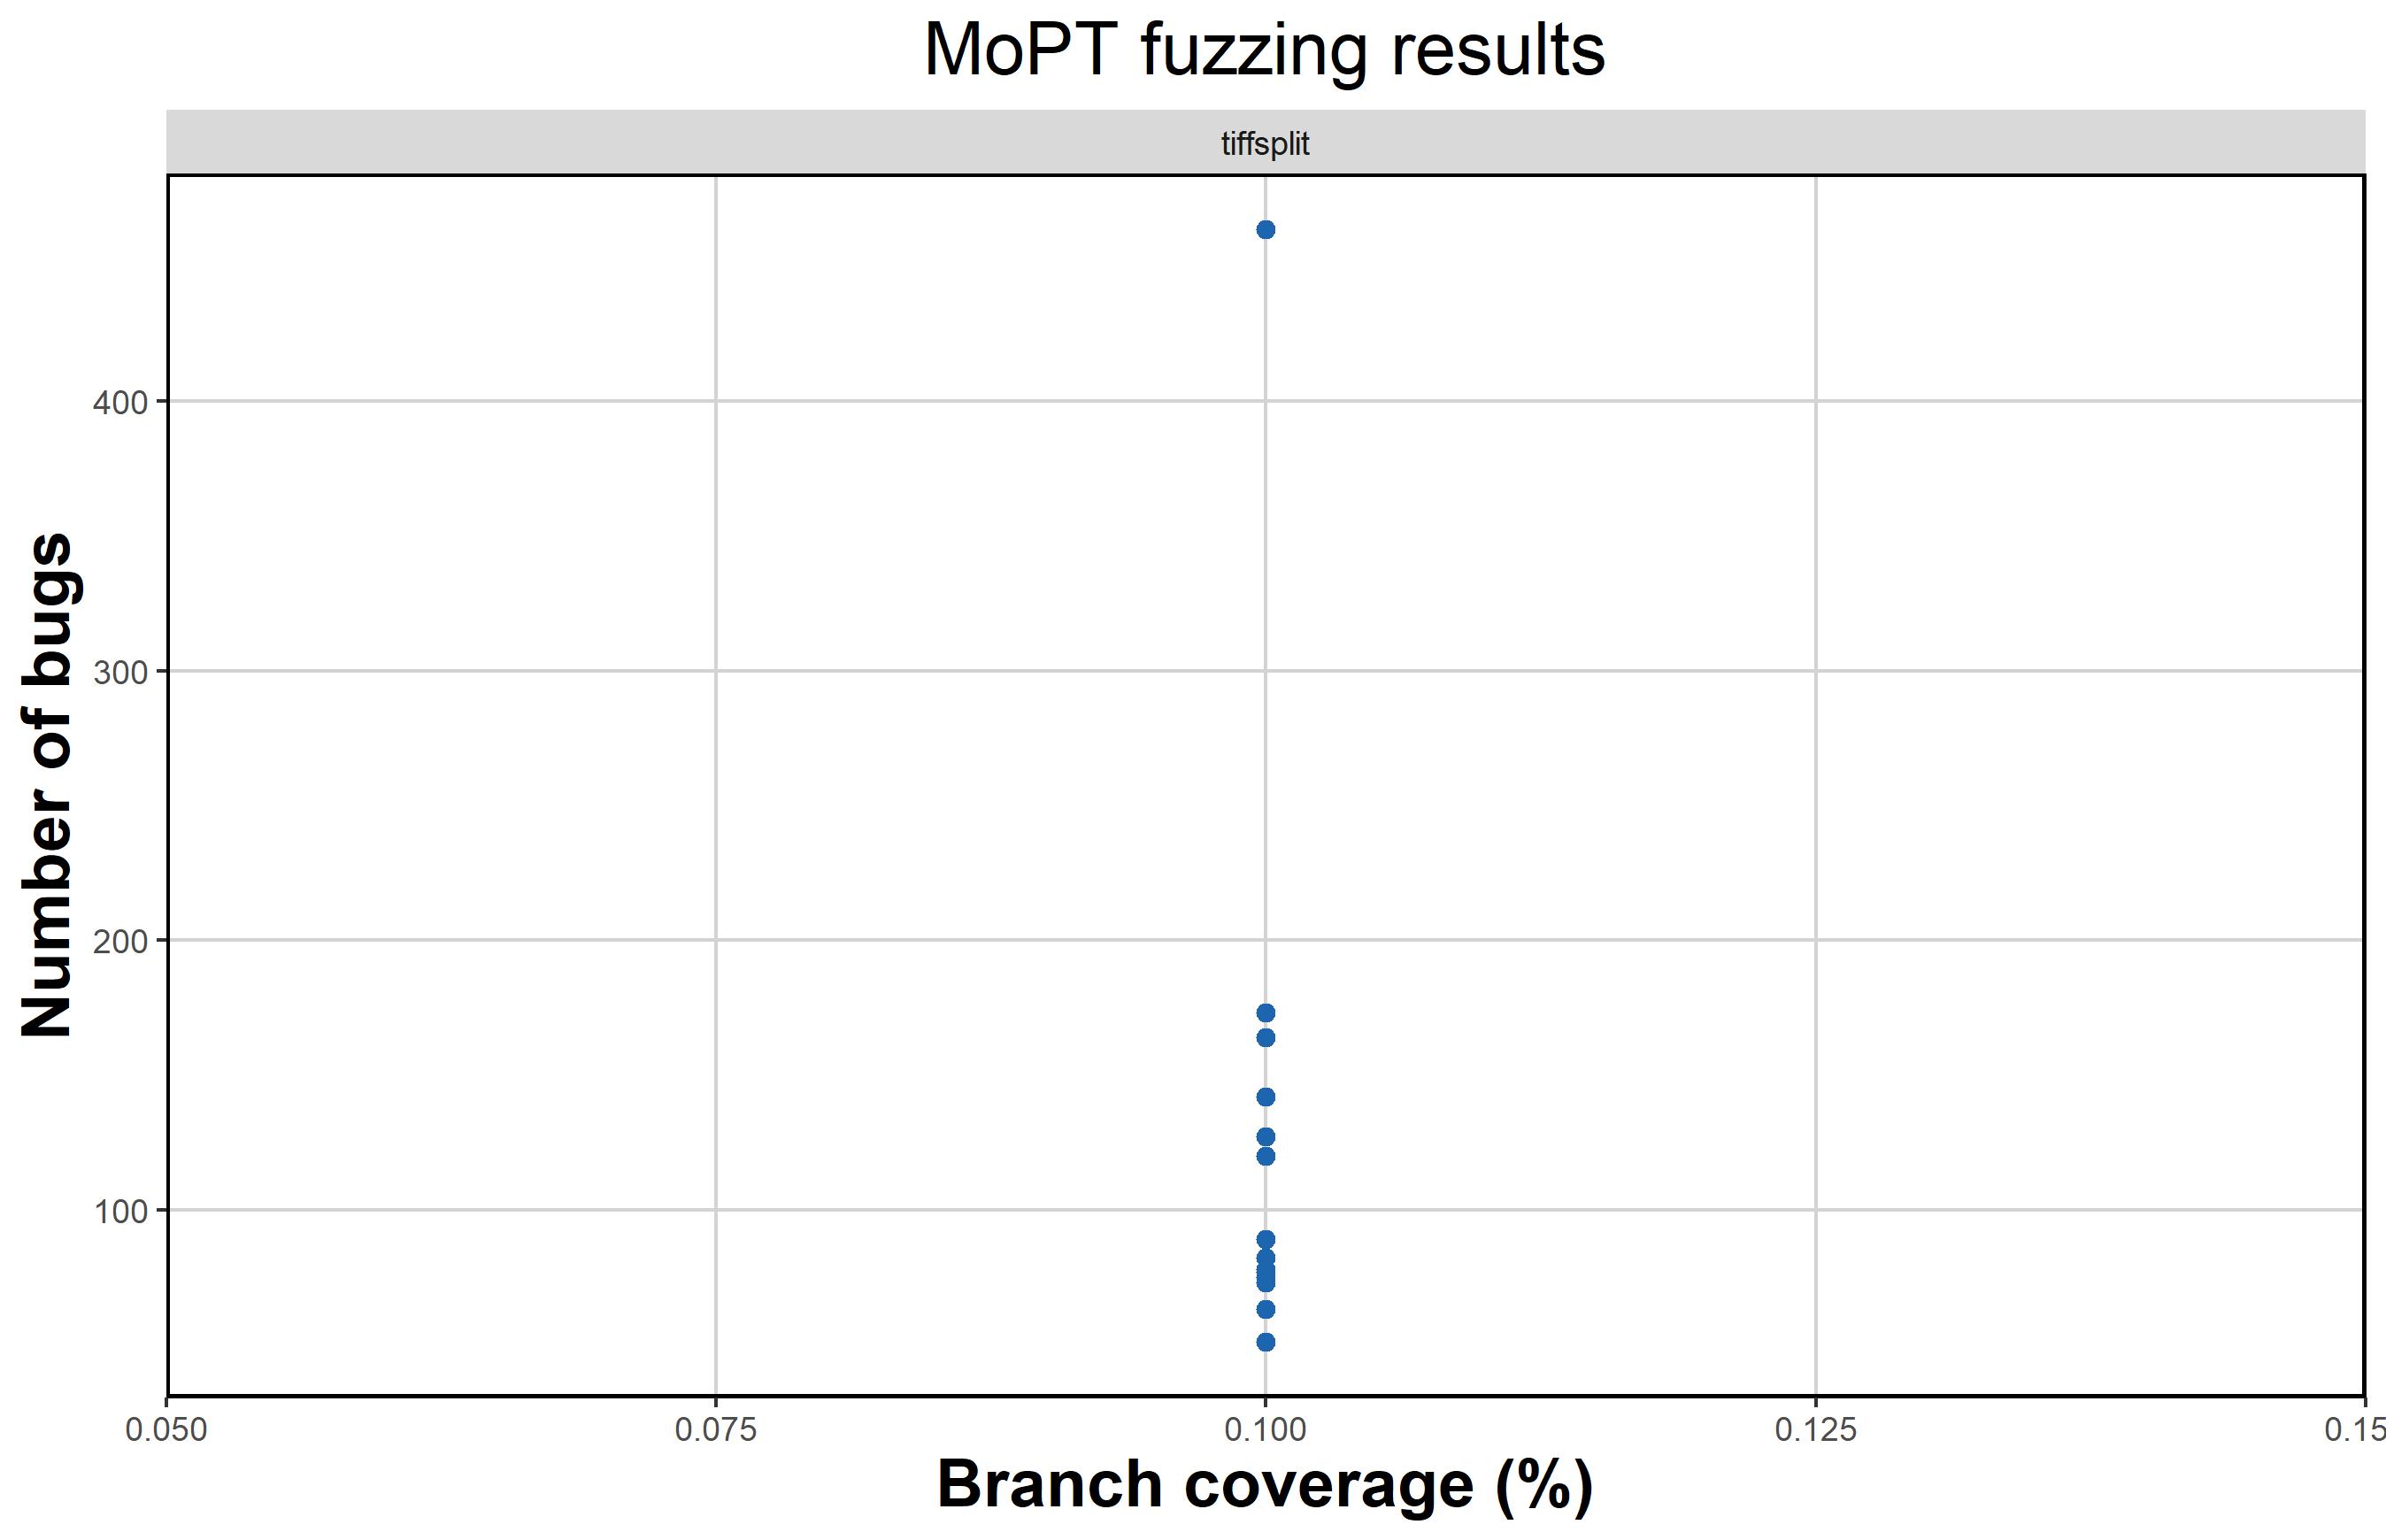 MoPT fuzzing results
tiffsplit
Number of bugs
400
300
200
100
0.050
0.075
0.100
0.125
0.15
Branch coverage (%)